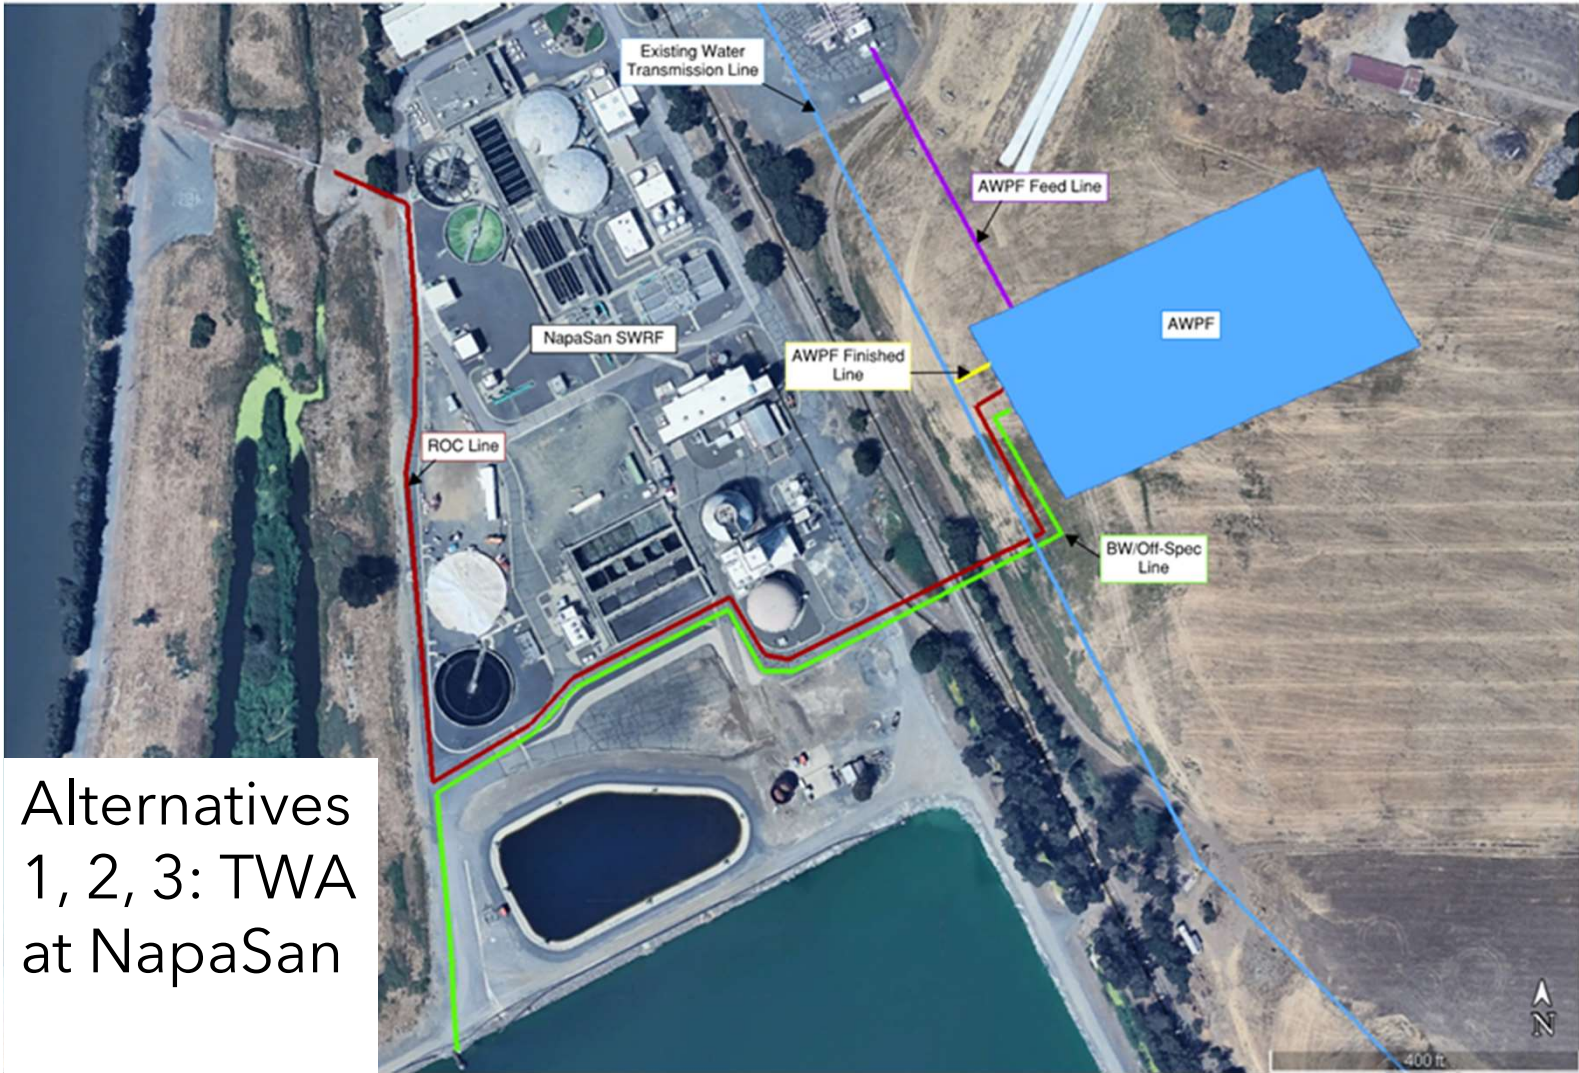 Existing Water
Transmission Line
AWPF Feed Line
AWPF
NapaSan SWRF
AWPF Finished
Line
ROC Line
BW/Off-Spec
Line
Alternatives
1, 2, 3: TWA
at NapaSan
N
400 ft